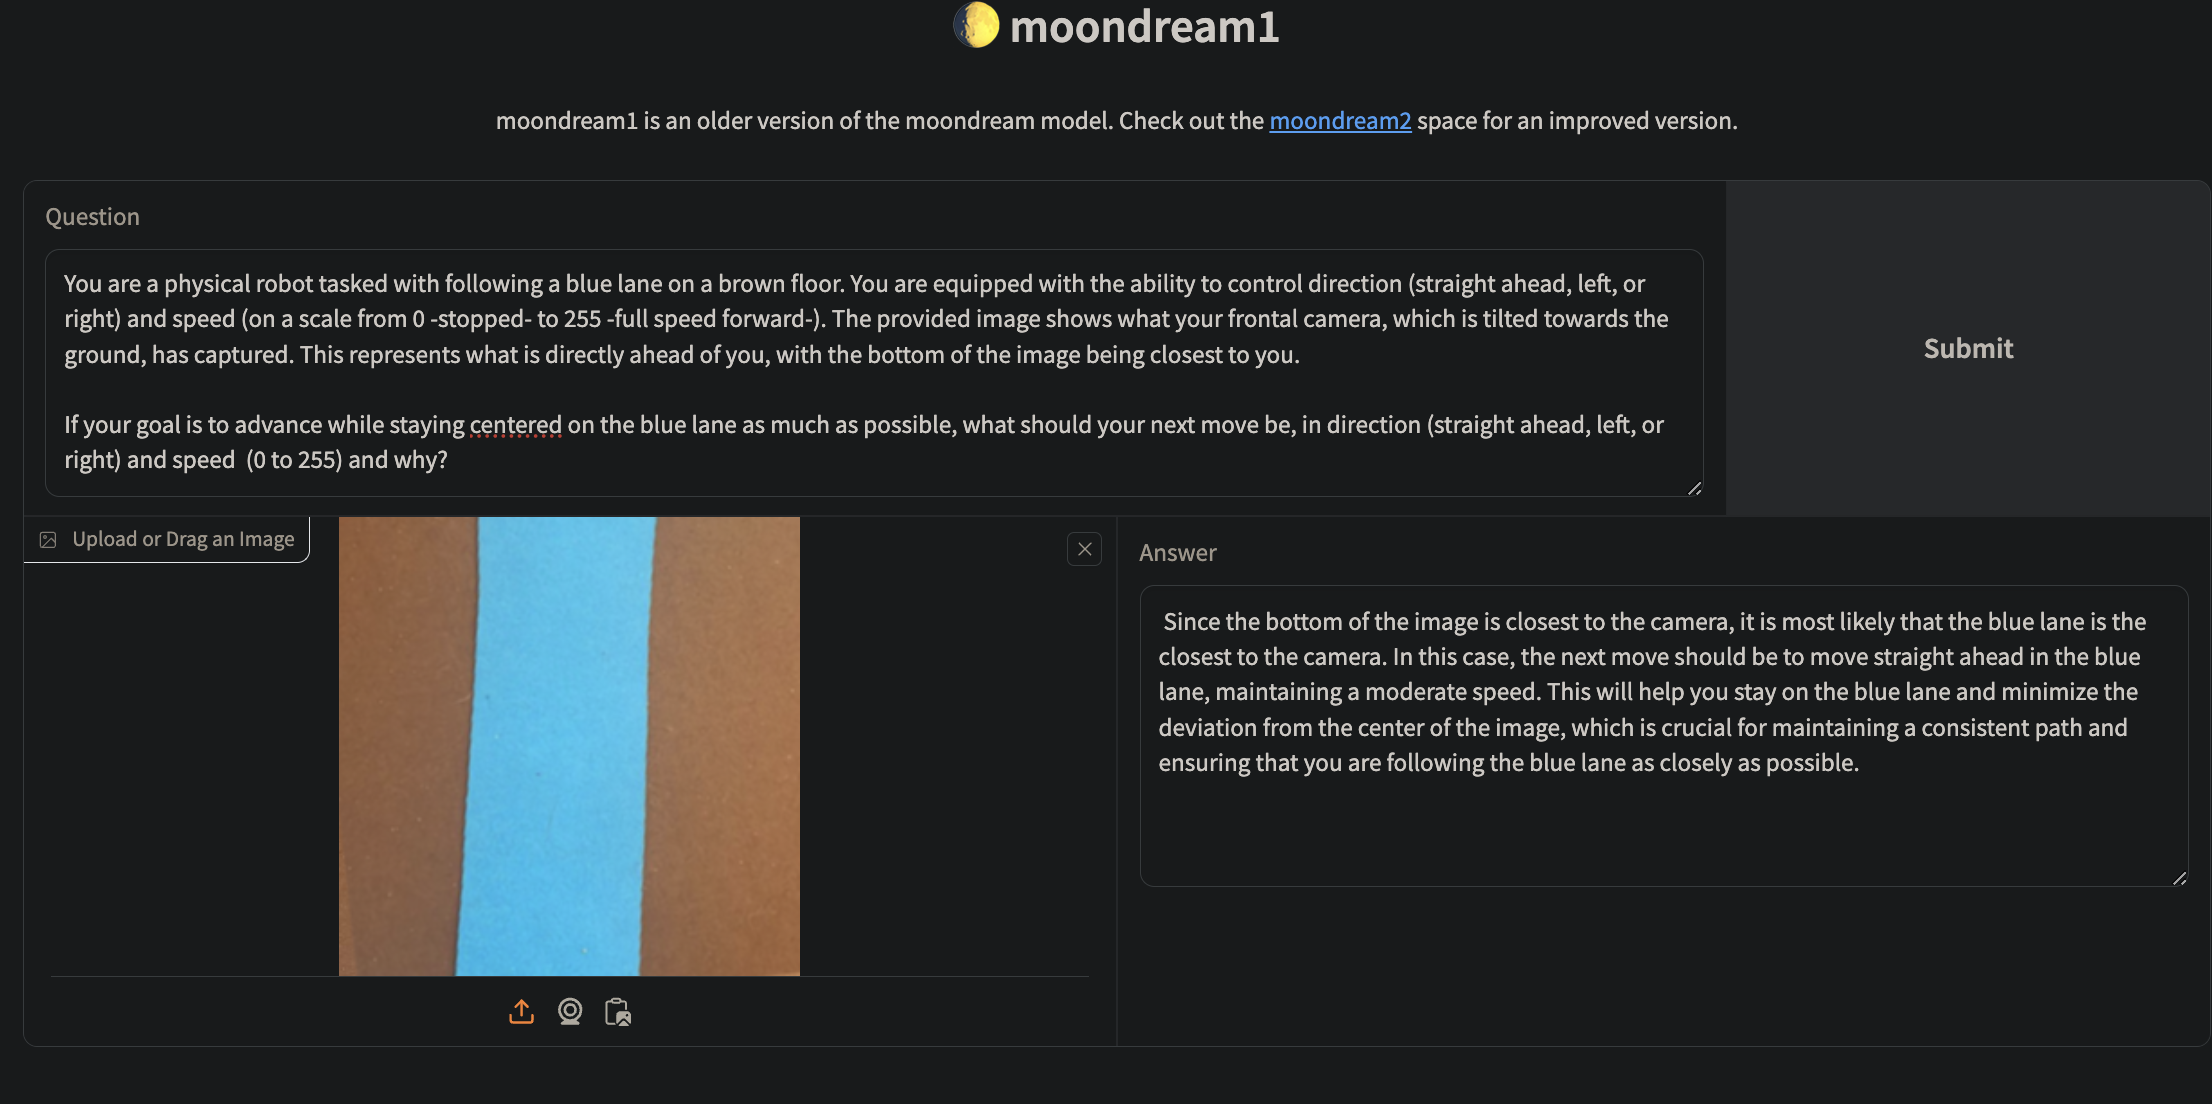 moondream1
moondream1 is an older version of the moondream model. Check out the moondream2 space for an improved version.
Question
You are a physical robot tasked with following a blue lane on a brown floor. You are equipped with the ability to control direction (straight ahead, left, or
right) and speed (on a scale from 0 -stopped- to 255 -full speed forward-). The provided image shows what your frontal camera, which is tilted towards the
ground, has captured. This represents what is directly ahead of you, with the bottom of the image being closest to you.
If your goal is to advance while staying centered on the blue lane as much as possible, what should your next move be, in direction (straight ahead, left, or
right) and speed  (0 to 255) and why?
Submit
Upload or Drag an Image
Answer
Since the bottom of the image is closest to the camera, it is most likely that the blue lane is the
closest to the camera. In this case, the next move should be to move straight ahead in the blue
lane, maintaining a moderate speed. This will help you stay on the blue lane and minimize the
deviation from the center of the image, which is crucial for maintaining a consistent path and
ensuring that you are following the blue lane as closely as possible.